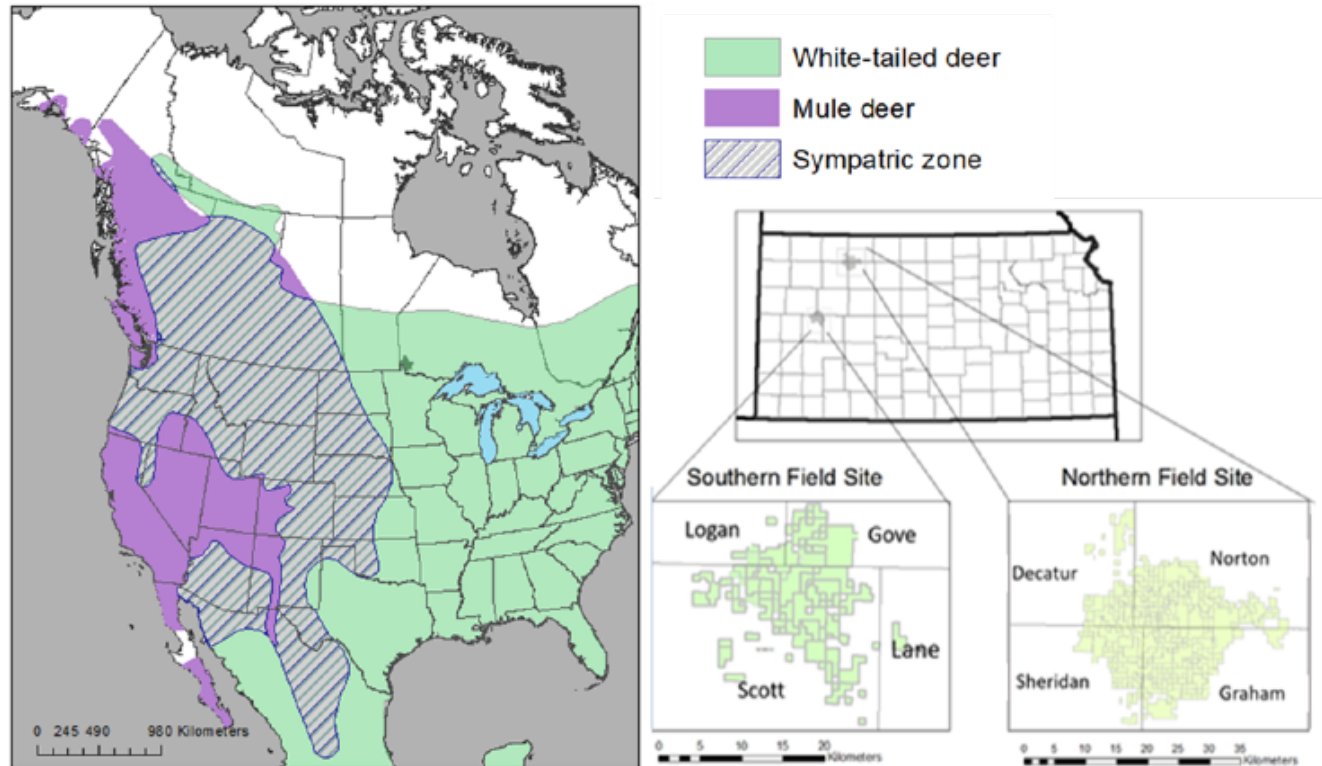 White-tailed deer
Mule deer
Sympatric zone
0 245 490 980 Kilometers
Southern Field Site
Northern Field Site
Logan
Gove
Scott
Lane
0 5 10 20
Kilometers
Decatur
Norton
Sheridan
Graham
0 5 10 15 20 25 30 35
Kilometers